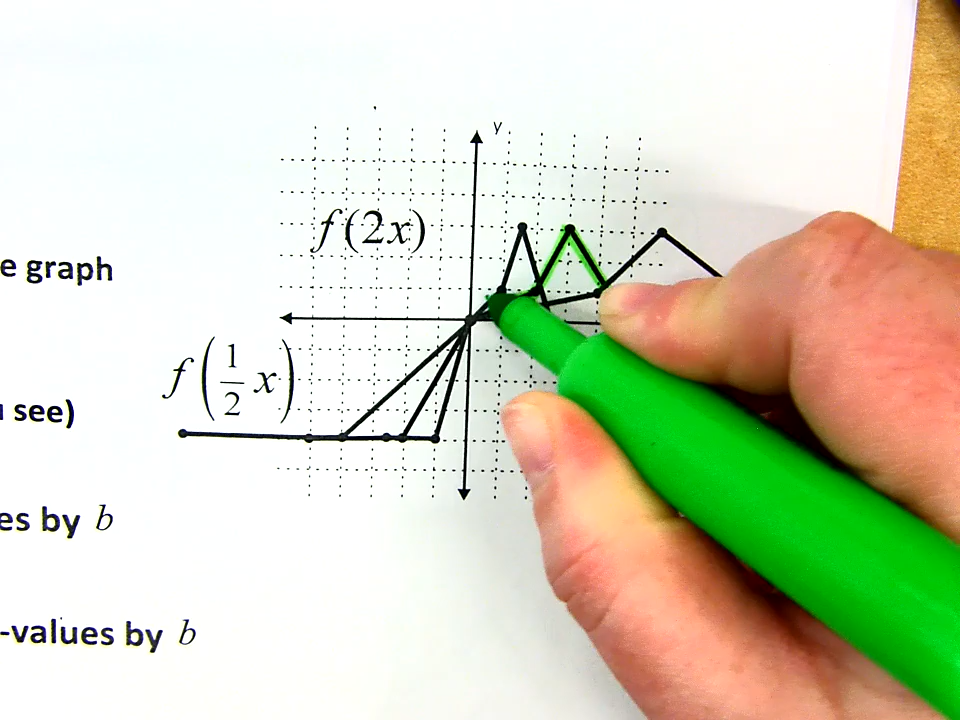 y
f(2x)
e graph
f(1/2 x)
see)
es by b
-values by b